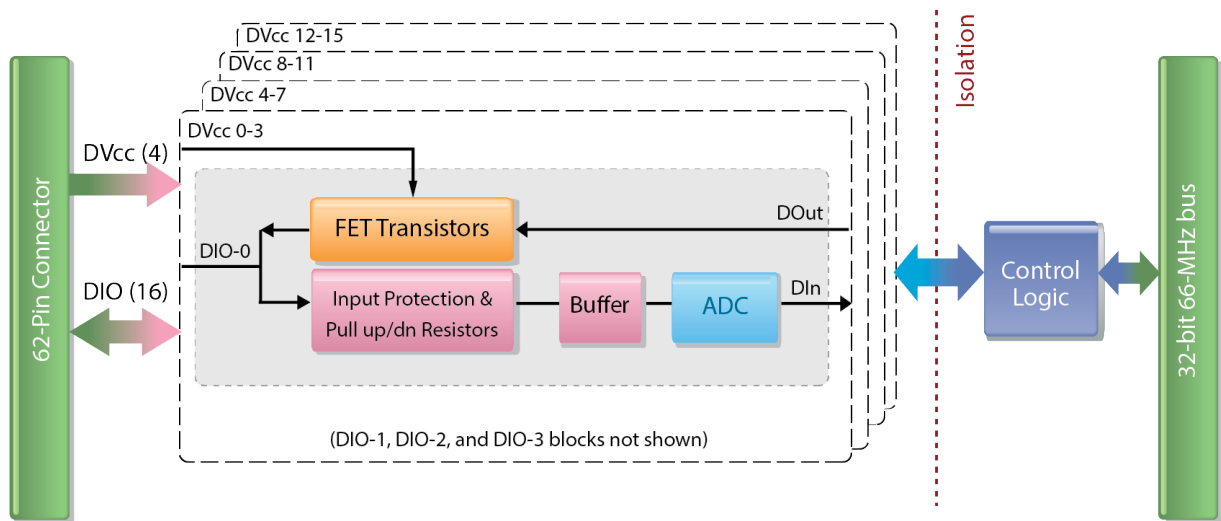 62-Pin Connector
DVcc (4)
DIO (16)
DVcc 12-15
DVcc 8-11
DVcc 4-7
DVcc 0-3
DIO-0
FET Transistors
DOut
Input Protection &
Pull up/dn Resistors
Buffer
ADC
DIn
(DIO-1, DIO-2, and DIO-3 blocks not shown)
Isolation
Control
Logic
32-bit 66-MHz bus